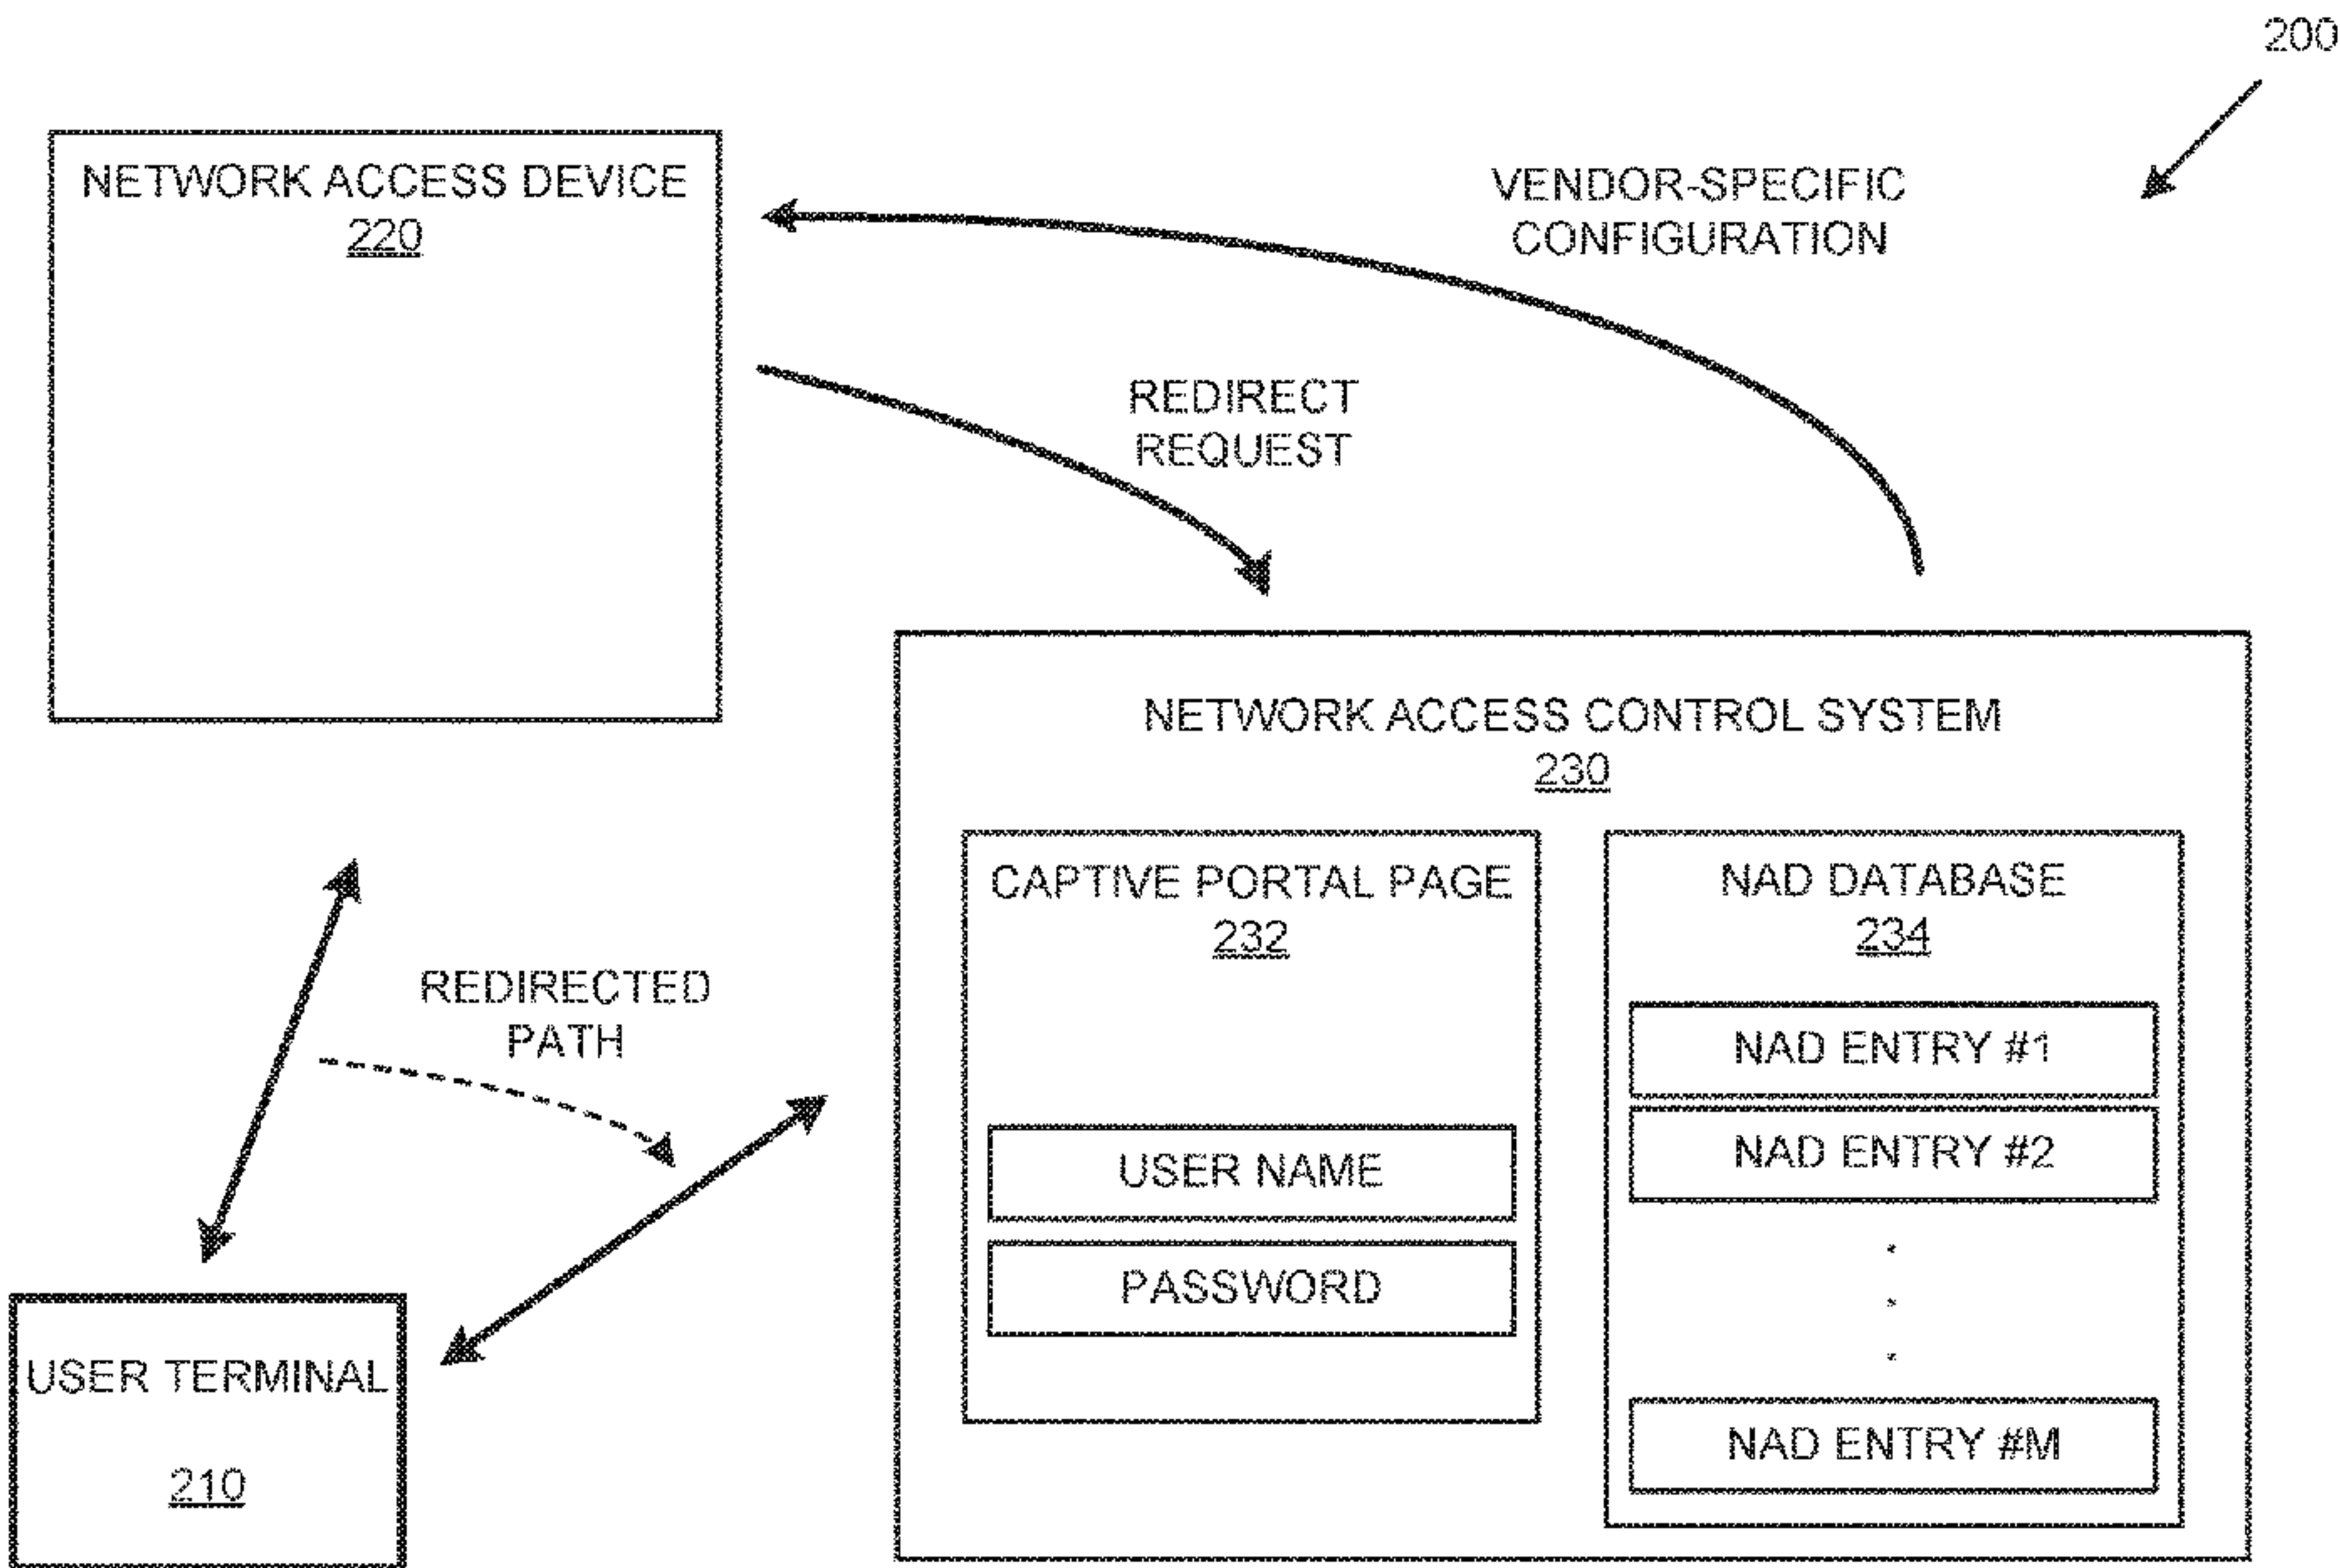 200
NETWORK ACCESS DEVICE
220
VENDOR-SPECIFIC
CONFIGURATION
REDIRECT
REQUEST
NETWORK ACCESS CONTROL SYSTEM
230
CAPTIVE PORTAL PAGE
232
USER NAME
PASSWORD
NAD DATABASE
234
NAD ENTRY #1
NAD ENTRY #2
NAD ENTRY #M
REDIRECTED
PATH
USER TERMINAL
210